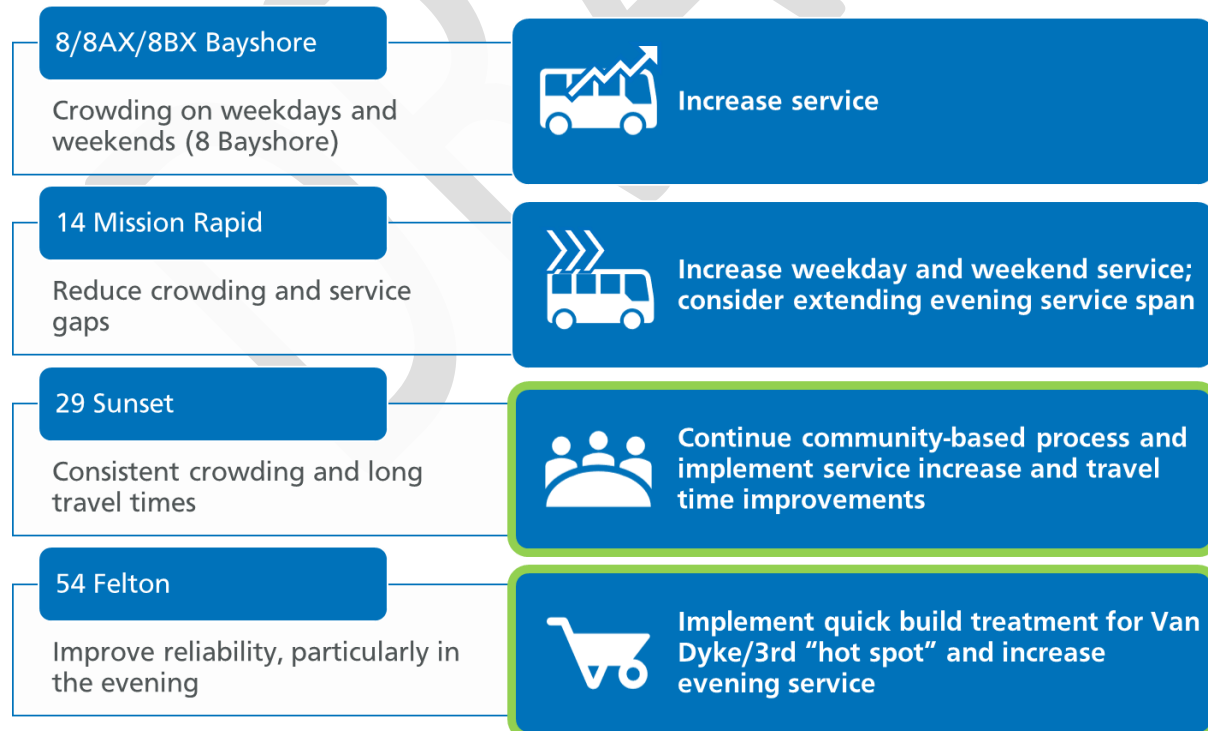 8/8AX/8BX Bayshore
Crowding on weekdays and
weekends (8 Bayshore)
Increase service
14 Mission Rapid
Reduce crowding and service
gaps
Increase weekday and weekend service;
consider extending evening service span
29 Sunset
Consistent crowding and long
travel times
Continue community-based process and
implement service increase and travel
time improvements
54 Felton
Improve reliability, particularly in
the evening
Implement quick build treatment for Van
Dyke/3rd “hot spot” and increase
evening service